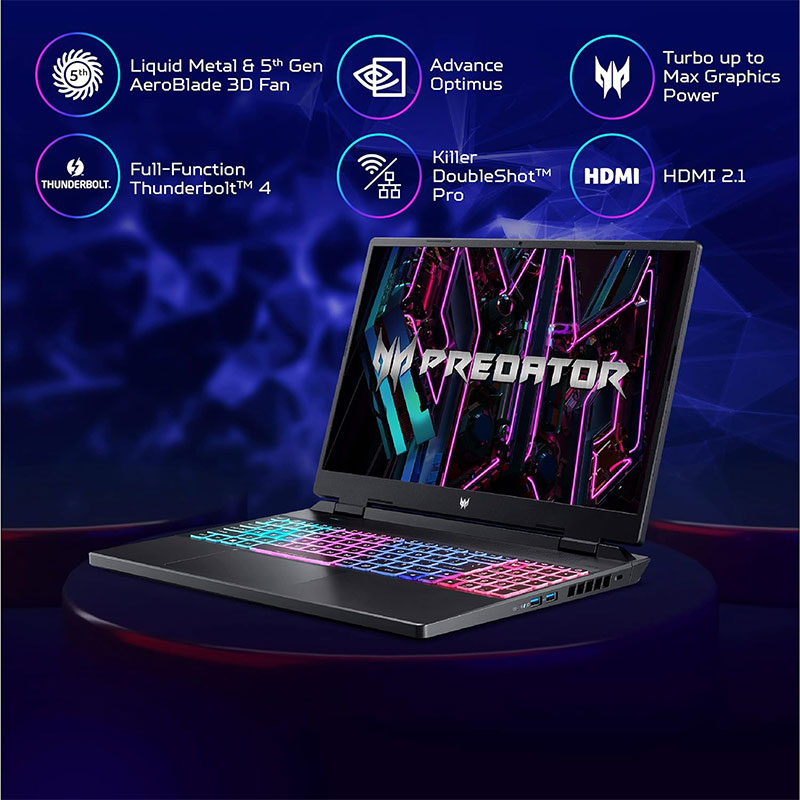 5th
Liquid Metal & 5th Gen
AeroBlade 3D Fan
Advance
Optimus
Turbo up to
Max Graphics
Power
THUNDERBOLT.
Full-Function
Thunderbolt™ 4
Killer
DoubleShot™
Pro
HDMI
HDMI 2.1
PREDATOR